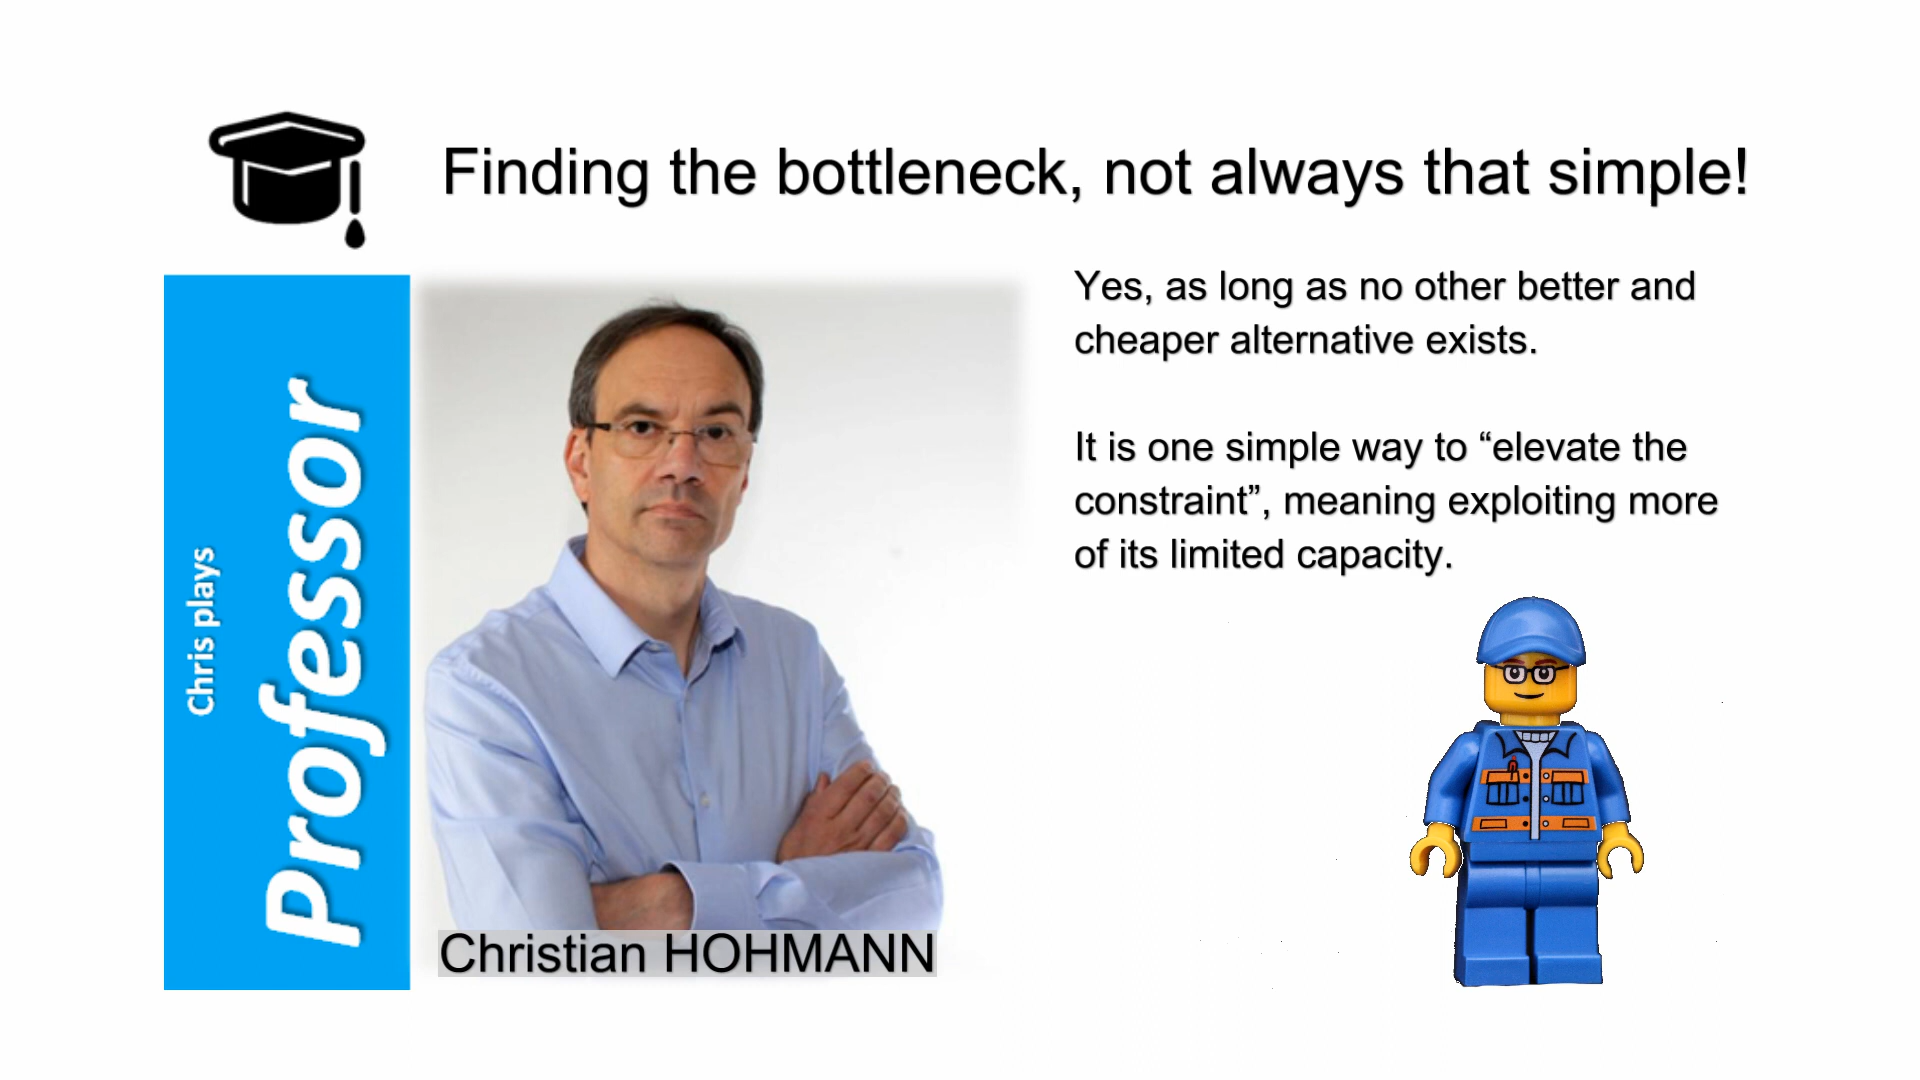 Finding the bottleneck, not always that simple!
Chris plays
Professor
Christian HOHMANN
Yes, as long as no other better and
cheaper alternative exists.
It is one simple way to “elevate the
constraint”, meaning exploiting more
of its limited capacity.